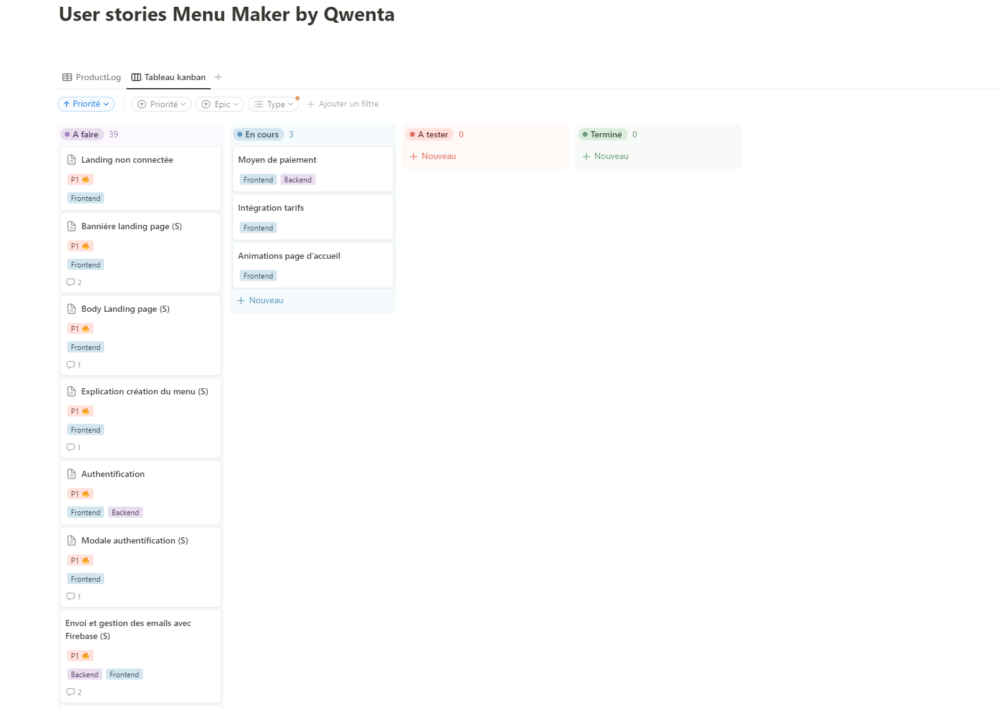 User stories Menu Maker by Qwenta
ProductLog Tableau kanban
Priorité Priorité Epic Type Ajouter un filtre
A faire 39
Landing non connectée
P1 🔥
Frontend
Bannière landing page (S)
P1 🔥
Frontend
2
Body Landing page (S)
P1 🔥
Frontend
1
Explication création du menu (S)
P1 🔥
Frontend
1
Authentification
P1 🔥
Frontend Backend
Modale authentification (S)
P1 🔥
Frontend
1
Envoi et gestion des emails avec
Firebase (S)
P1 🔥
Backend Frontend
2
En cours 3
Moyen de paiement
Frontend Backend
Intégration tarifs
Frontend
Animations page d’accueil
Frontend
Nouveau
A tester 0
Nouveau
Terminé 0
Nouveau